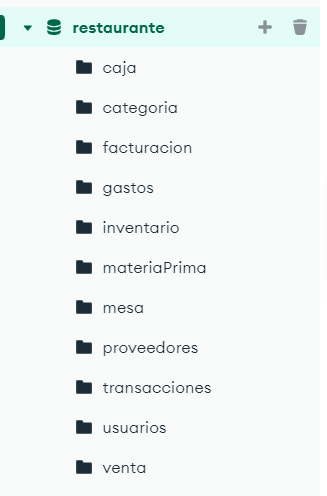 restaurante
caja
categoria
facturacion
gastos
inventario
materiaPrima
mesa
proveedores
transacciones
usuarios
venta